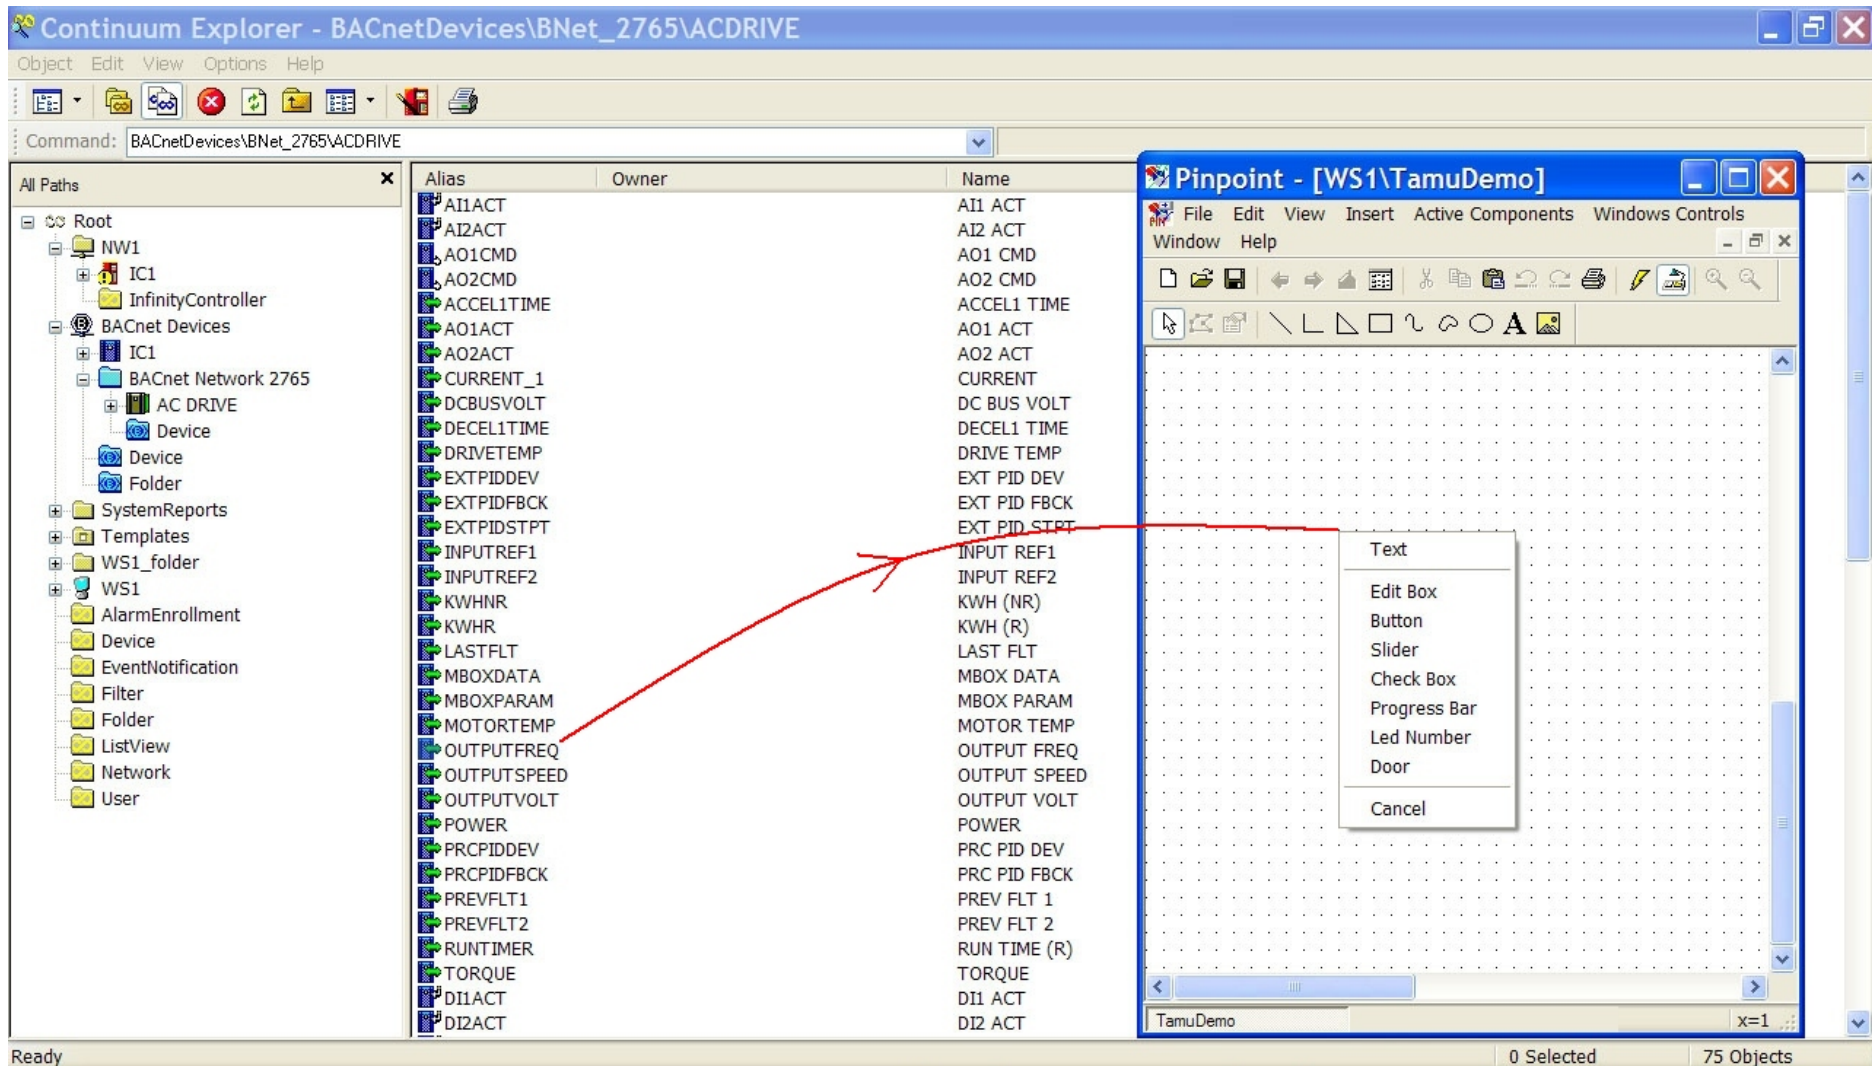 Continuum Explorer - BACnetDevices\BNet_2765\ACDRIVE
Object Edit View Options Help
Command: BACnetDevices\BNet_2765\ACDRIVE
All Paths
Root
NW1
IC1
InfinityController
BACnet Devices
IC1
BACnet Network 2765
AC DRIVE
Device
Device
Folder
SystemReports
Templates
WS1_folder
WS1
AlarmEnrollment
Device
EventNotification
Filter
Folder
ListView
Network
User
Alias Owner Name
AI1ACT AI1 ACT
AI2ACT AI2 ACT
AO1CMD AO1 CMD
AO2CMD AO2 CMD
ACCEL1TIME ACCEL1 TIME
AO1ACT AO1 ACT
AO2ACT AO2 ACT
CURRENT_1 CURRENT
DCBUSVOLT DC BUS VOLT
DECEL1TIME DECEL1 TIME
DRIVETEMP DRIVE TEMP
EXTPIDDEV EXT PID DEV
EXTPIDFBCK EXT PID FBCK
EXTPIDSTPT EXT PID STPT
INPUTREF1 INPUT REF1
INPUTREF2 INPUT REF2
KWHNR KWH (NR)
KWHR KWH (R)
LASTFLT LAST FLT
MBOXDATA MBOX DATA
MBOXPARAM MBOX PARAM
MOTORTEMP MOTOR TEMP
OUTPUTFREQ OUTPUT FREQ
OUTPUTSPEED OUTPUT SPEED
OUTPUTVOLT OUTPUT VOLT
POWER POWER
PRCPIDDEV PRC PID DEV
PRCPIDFBCK PRC PID FBCK
PREVFLT1 PREV FLT 1
PREVFLT2 PREV FLT 2
RUNTIMER RUN TIME (R)
TORQUE TORQUE
DI1ACT DI1 ACT
DI2ACT DI2 ACT
Pinpoint - [WS1\TamuDemo]
File Edit View Insert Active Components Windows Controls
Window Help
Text
Edit Box
Button
Slider
Check Box
Progress Bar
Led Number
Door
Cancel
TamuDemo x=1
Ready 0 Selected 75 Objects